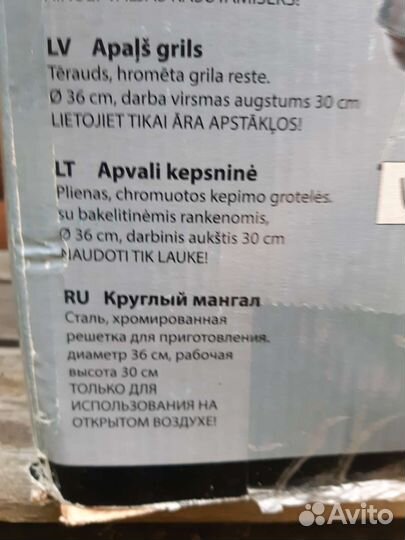 LV Apaļš grils
Tērauds, hromēta grila reste.
Ø 36 cm, darba virsmas augstums 30 cm
LIETOJIET TIKAI ĀRA APSTĀKĻOS!
LT Apvali kepsninė
Plienas, chromuotos kepimo grotelės.
su bakelitinėmis rankenomis,
Ø 36 cm, darbinis aukštis 30 cm
NAUDOTI TIK LAUKE!
RU Круглый мангал
Сталь, хромированная
решетка для приготовления.
диаметр 36 см, рабочая
высота 30 см
ТОЛЬКО ДЛЯ
ИСПОЛЬЗОВАНИЯ НА
ОТКРЫТОМ ВОЗДУХЕ!
Avito